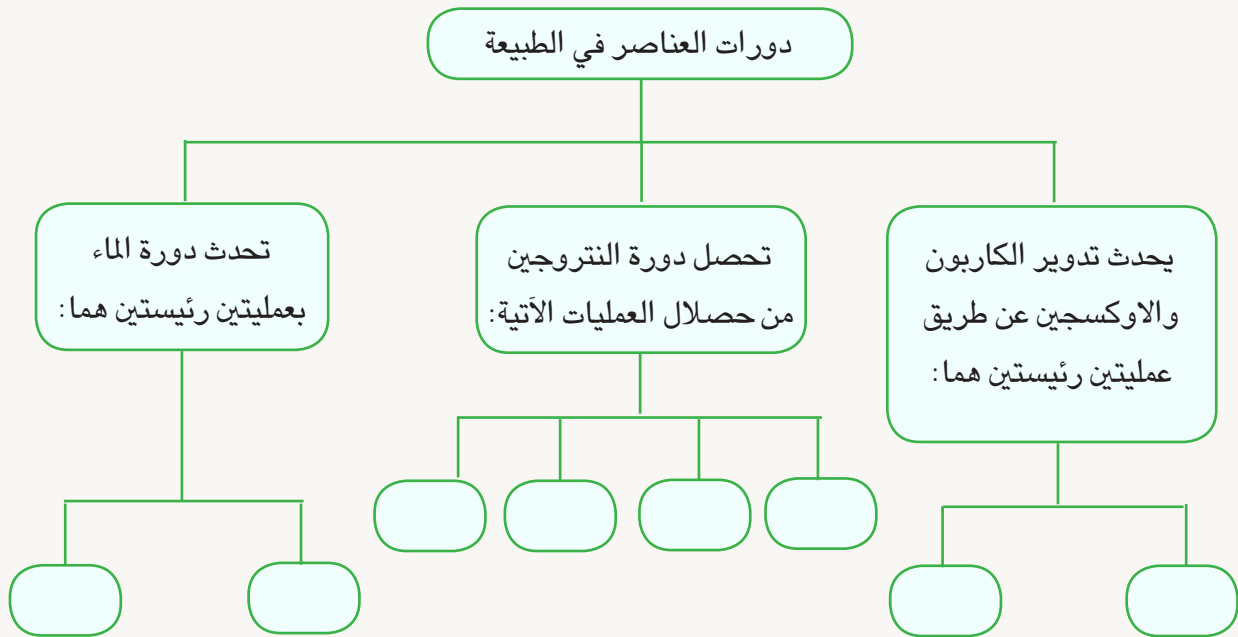 دورات العناصر في الطبيعة
يحدث تدوير الكاربون
والاوكسجين عن طريق
عمليتين رئيستين هما:
تحصل دورة النتروجين
من حصلال العمليات الآتية:
تحدث دورة الماء
بعمليتين رئيستين هما: